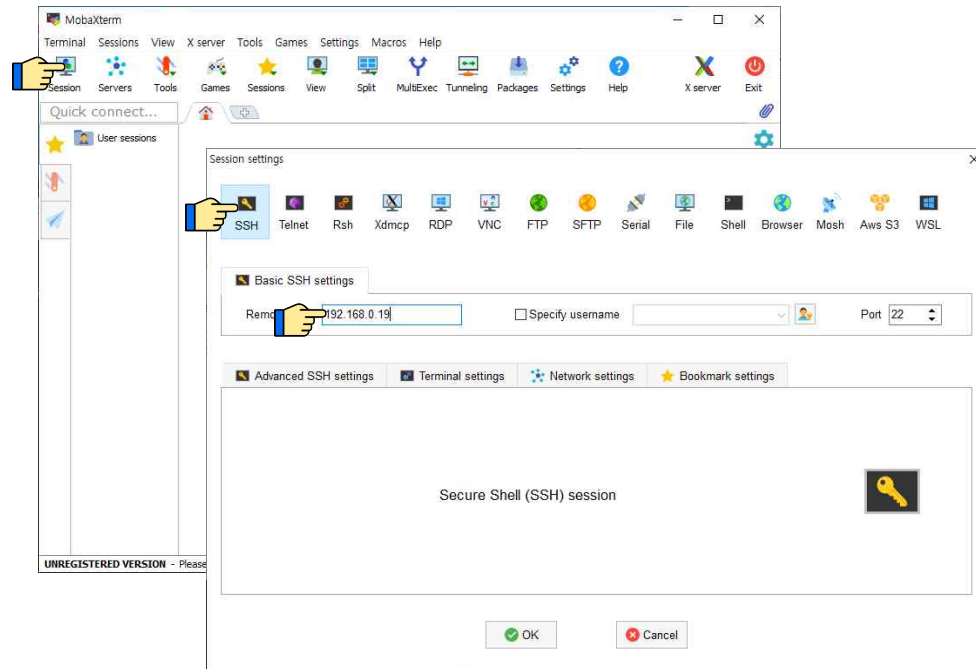 MobaXterm
Terminal Sessions View X server Tools Games Settings Macros Help
Session Servers Tools Games Sessions View Split MultiExec Tunneling Packages Settings Help X server Exit
Quick connect...
User sessions
Session settings
SSH Telnet Rsh Xdmcp RDP VNC FTP SFTP Serial File Shell Browser Mosh Aws S3 WSL
Basic SSH settings
192.168.0.19 Specify username Port 22
Advanced SSH settings Terminal settings Network settings Bookmark settings
Secure Shell (SSH) session
UNREGISTERED VERSION - Please
OK Cancel